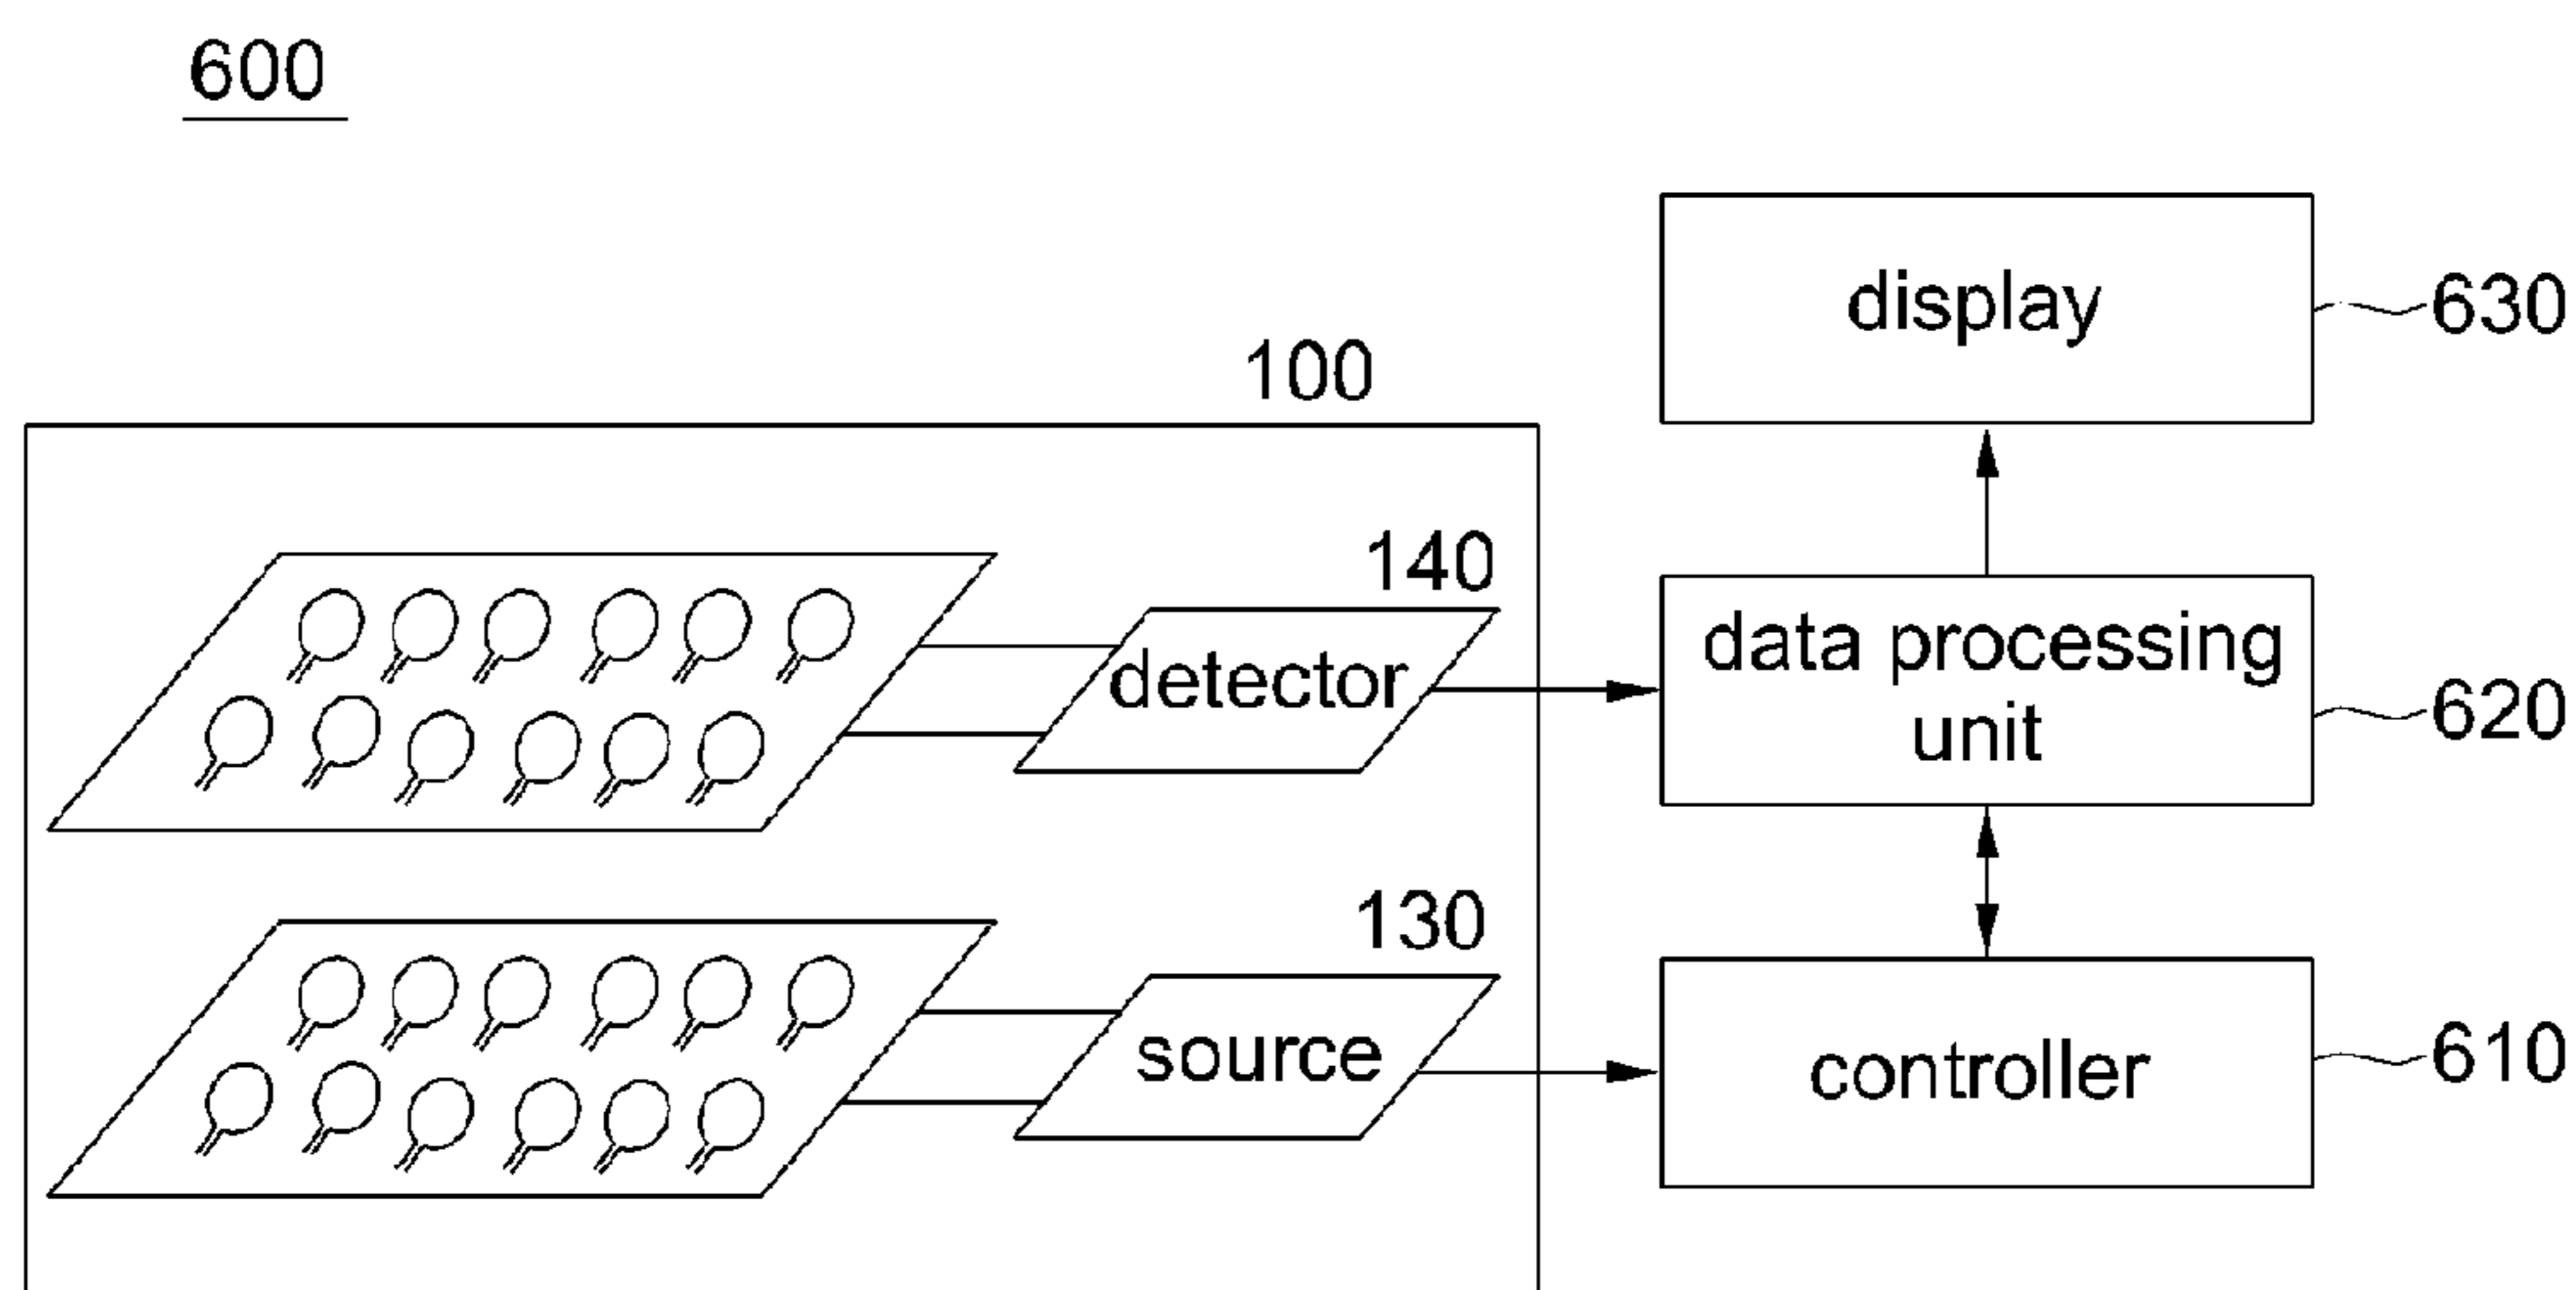 600
display
630
100
140
detector
data processing
unit
620
130
source
controller
610